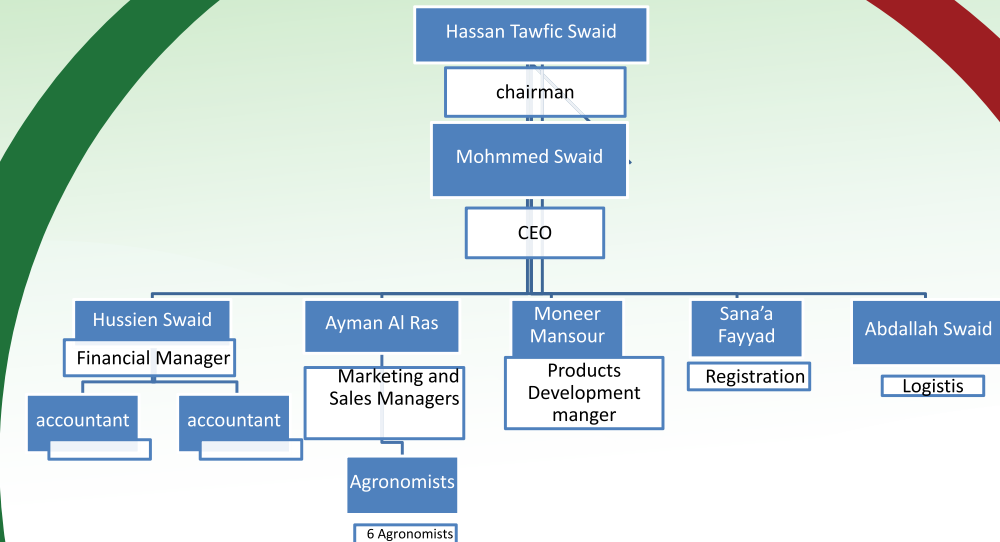 Hassan Tawfic Swaid
chairman
Mohmmed Swaid
CEO
Hussien Swaid
Financial Manager
accountant
accountant
Ayman Al Ras
Marketing and
Sales Managers
Agronomists
6 Agronomists
Moneer
Mansour
Products
Development
manger
Sana’a
Fayyad
Registration
Abdallah Swaid
Logistis